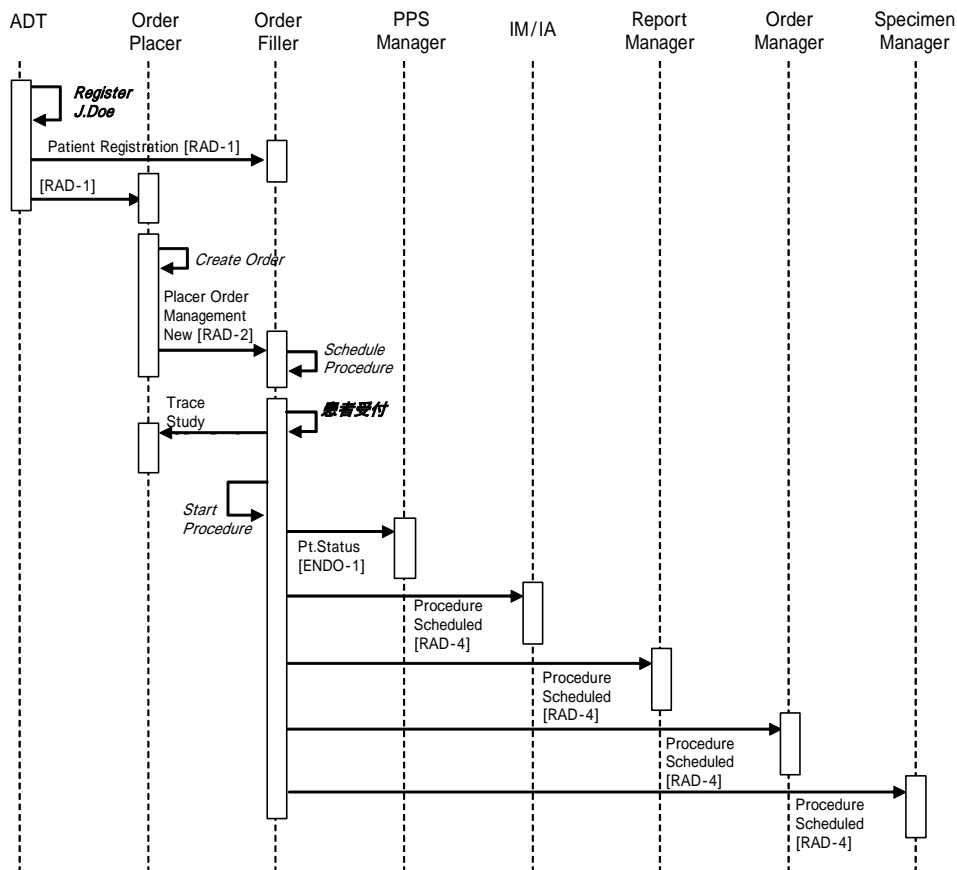 ADT
Order
Placer
Order
Filler
PPS
Manager
IM/IA
Report
Manager
Order
Manager
Specimen
Manager
Register
J.Doe
Patient Registration [RAD-1]
[RAD-1]
Create Order
Placer Order
Management
New [RAD-2]
Schedule
Procedure
患者受付
Trace
Study
Start
Procedure
Pt.Status
[ENDO-1]
Procedure
Scheduled
[RAD-4]
Procedure
Scheduled
[RAD-4]
Procedure
Scheduled
[RAD-4]
Procedure
Scheduled
[RAD-4]